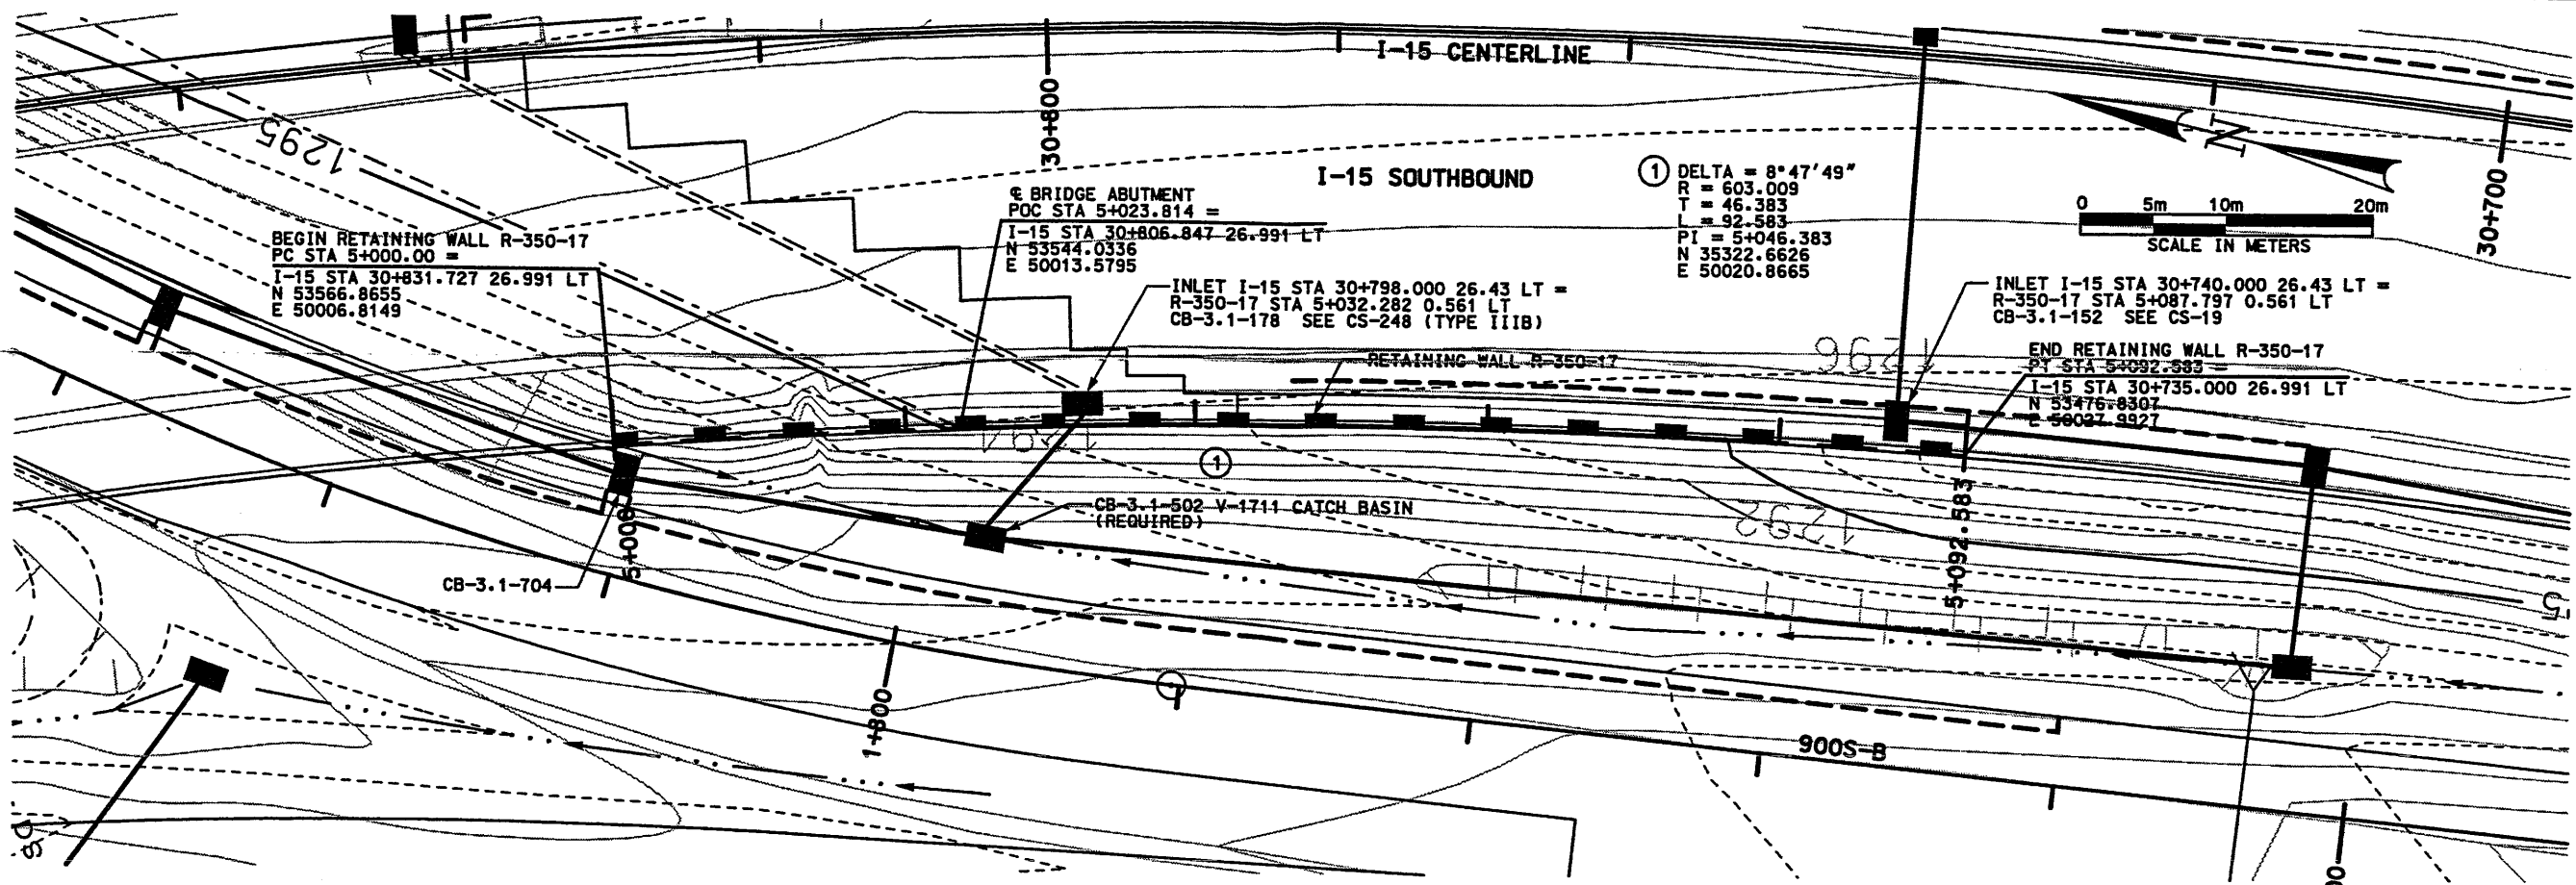 I-15 CENTERLINE
30+800
30+700
1295
N
I-15 SOUTHBOUND
0 5m 10m 20m
SCALE IN METERS
① DELTA = 8°47'49"
R = 603.009
T = 46.383
L = 92.583
PI = 5+046.383
N 35322.6626
E 50020.8665
℄ BRIDGE ABUTMENT
POC STA 5+023.814 =
I-15 STA 30+806.847 26.991 LT
N 53544.0336
E 50013.5795
BEGIN RETAINING WALL R-350-17
PC STA 5+000.00 =
I-15 STA 30+831.727 26.991 LT
N 53566.8655
E 50006.8149
INLET I-15 STA 30+798.000 26.43 LT =
R-350-17 STA 5+032.282 0.561 LT
CB-3.1-178 SEE CS-248 (TYPE IIIB)
INLET I-15 STA 30+740.000 26.43 LT =
R-350-17 STA 5+087.797 0.561 LT
CB-3.1-152 SEE CS-19
1296
RETAINING WALL R-350-17
END RETAINING WALL R-350-17
PT STA 5+092.583 =
I-15 STA 30+735.000 26.991 LT
N 53476.8307
E 50027.9927
1294
①
CB-3.1-502 V-1711 CATCH BASIN
(REQUIRED)
1292
5+000
5+092.583
CB-3.1-704
1+800
900S-B